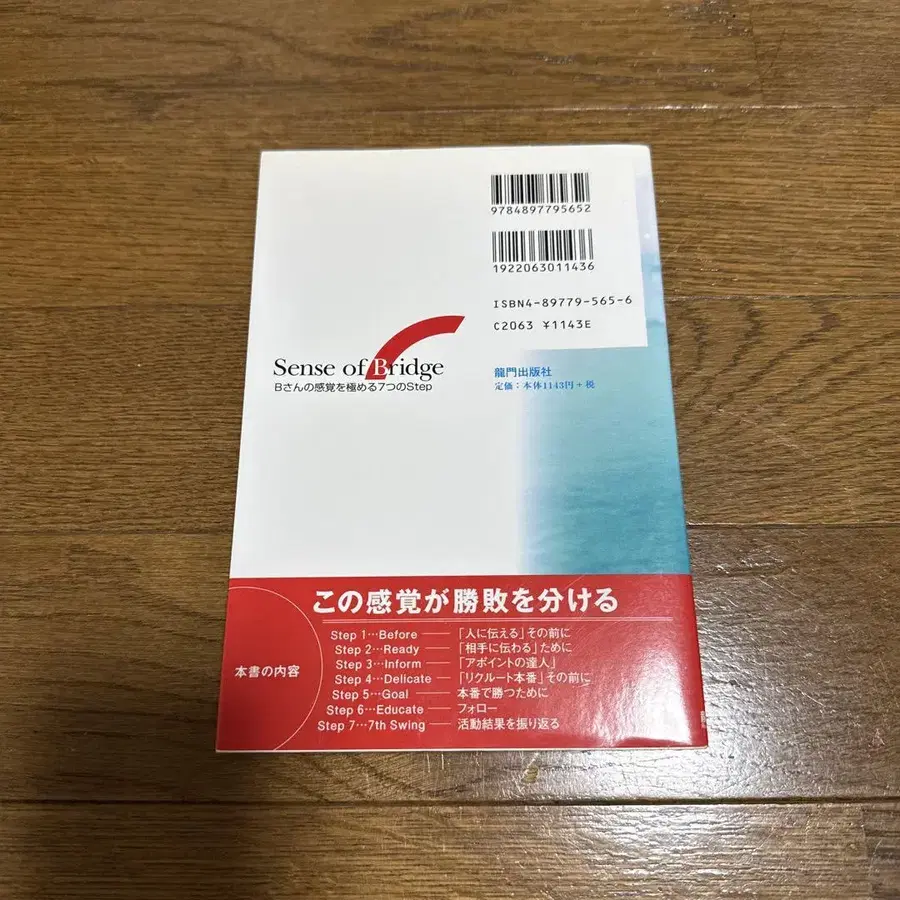 9784897795652
1922063011436
ISBN4-89779-565-6
C2063 ¥1143E
Sense of Bridge
Bさんの感覚を極める7つのStep
龍門出版社
定価:本体1143円+税
この感覚が勝敗を分ける
本書の内容
Step 1…Before ── 「人に伝える」その前に
Step 2…Ready ── 「相手に伝わる」ために
Step 3…Inform ── 「アポイントの達人」
Step 4…Delicate ── 「リクルート本番」その前に
Step 5…Goal ── 本番で勝つために
Step 6…Educate ── フォロー
Step 7…7th Swing ── 活動結果を振り返る